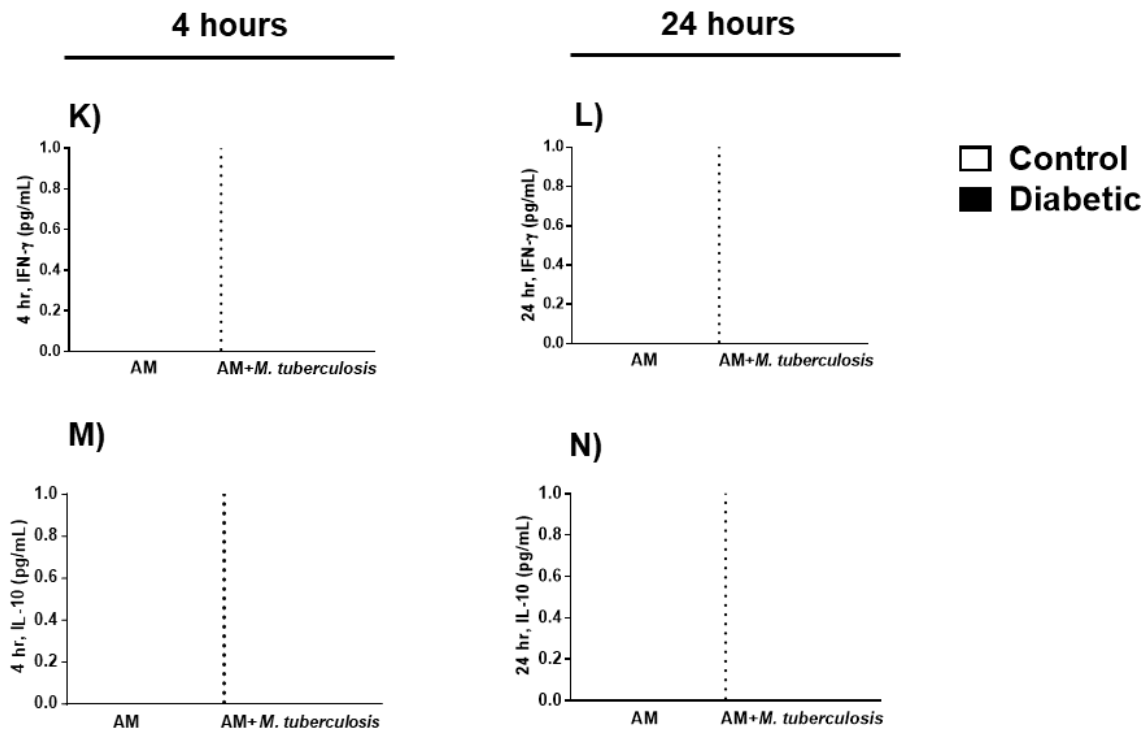 4 hours
24 hours
K)
1.0
0.8
0.6
0.4
0.2
0.0
4 hr, IFN-γ (pg/mL)
AM
AM+M. tuberculosis
L)
1.0
0.8
0.6
0.4
0.2
0.0
24 hr, IFN-γ (pg/mL)
AM
AM+M. tuberculosis
Control
Diabetic
M)
1.0
0.8
0.6
0.4
0.2
0.0
4 hr, IL-10 (pg/mL)
AM
AM+M. tuberculosis
N)
1.0
0.8
0.6
0.4
0.2
0.0
24 hr, IL-10 (pg/mL)
AM
AM+M. tuberculosis